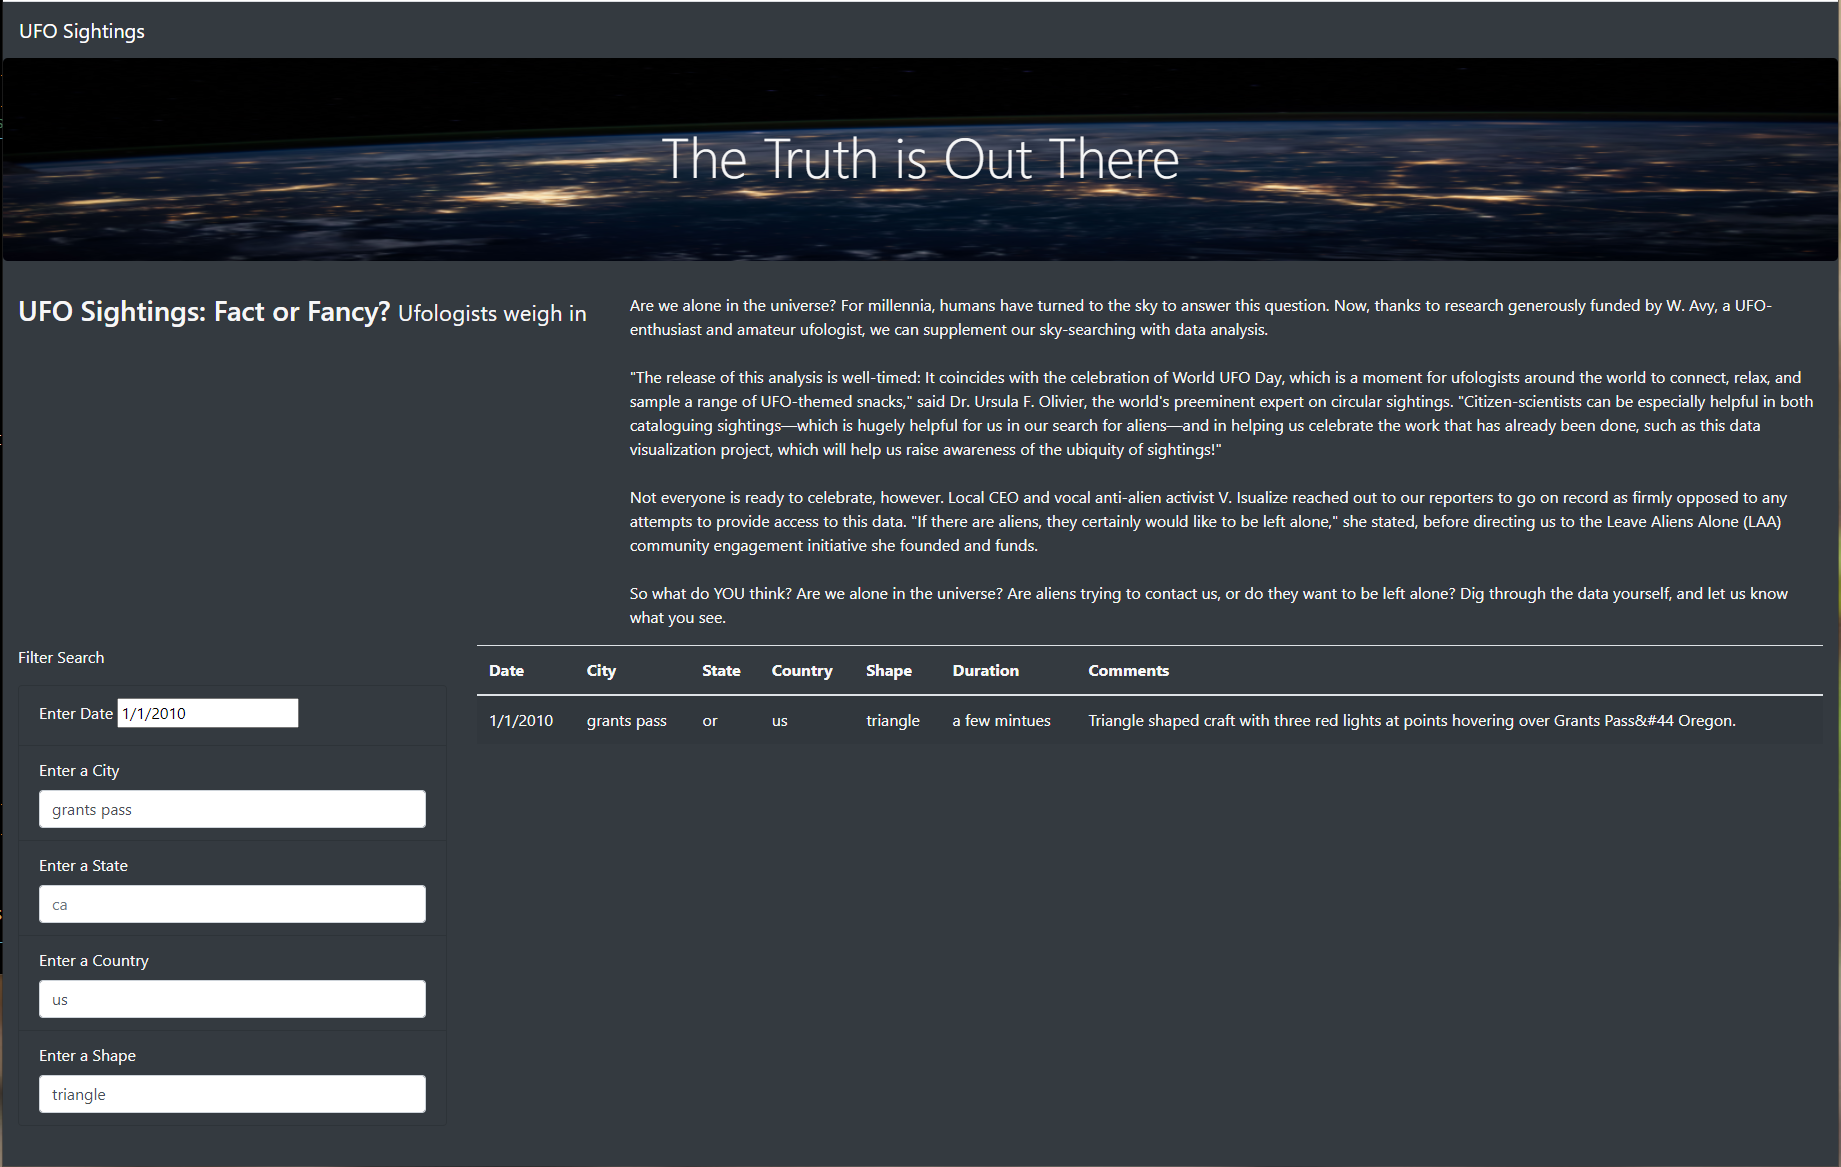 UFO Sightings
The Truth is Out There
UFO Sightings: Fact or Fancy? Ufologists weigh in
Are we alone in the universe? For millennia, humans have turned to the sky to answer this question. Now, thanks to research generously funded by W. Avy, a UFO-
enthusiast and amateur ufologist, we can supplement our sky-searching with data analysis.
"The release of this analysis is well-timed: It coincides with the celebration of World UFO Day, which is a moment for ufologists around the world to connect, relax, and
sample a range of UFO-themed snacks," said Dr. Ursula F. Olivier, the world's preeminent expert on circular sightings. "Citizen-scientists can be especially helpful in both
cataloguing sightings—which is hugely helpful for us in our search for aliens—and in helping us celebrate the work that has already been done, such as this data
visualization project, which will help us raise awareness of the ubiquity of sightings!"
Not everyone is ready to celebrate, however. Local CEO and vocal anti-alien activist V. Isualize reached out to our reporters to go on record as firmly opposed to any
attempts to provide access to this data. "If there are aliens, they certainly would like to be left alone," she stated, before directing us to the Leave Aliens Alone (LAA)
community engagement initiative she founded and funds.
So what do YOU think? Are we alone in the universe? Are aliens trying to contact us, or do they want to be left alone? Dig through the data yourself, and let us know
what you see.
Filter Search
Enter Date 1/1/2010
Enter a City
grants pass
Enter a State
ca
Enter a Country
us
Enter a Shape
triangle
Date City State Country Shape Duration Comments
1/1/2010 grants pass or us triangle a few mintues Triangle shaped craft with three red lights at points hovering over Grants Pass&#44 Oregon.